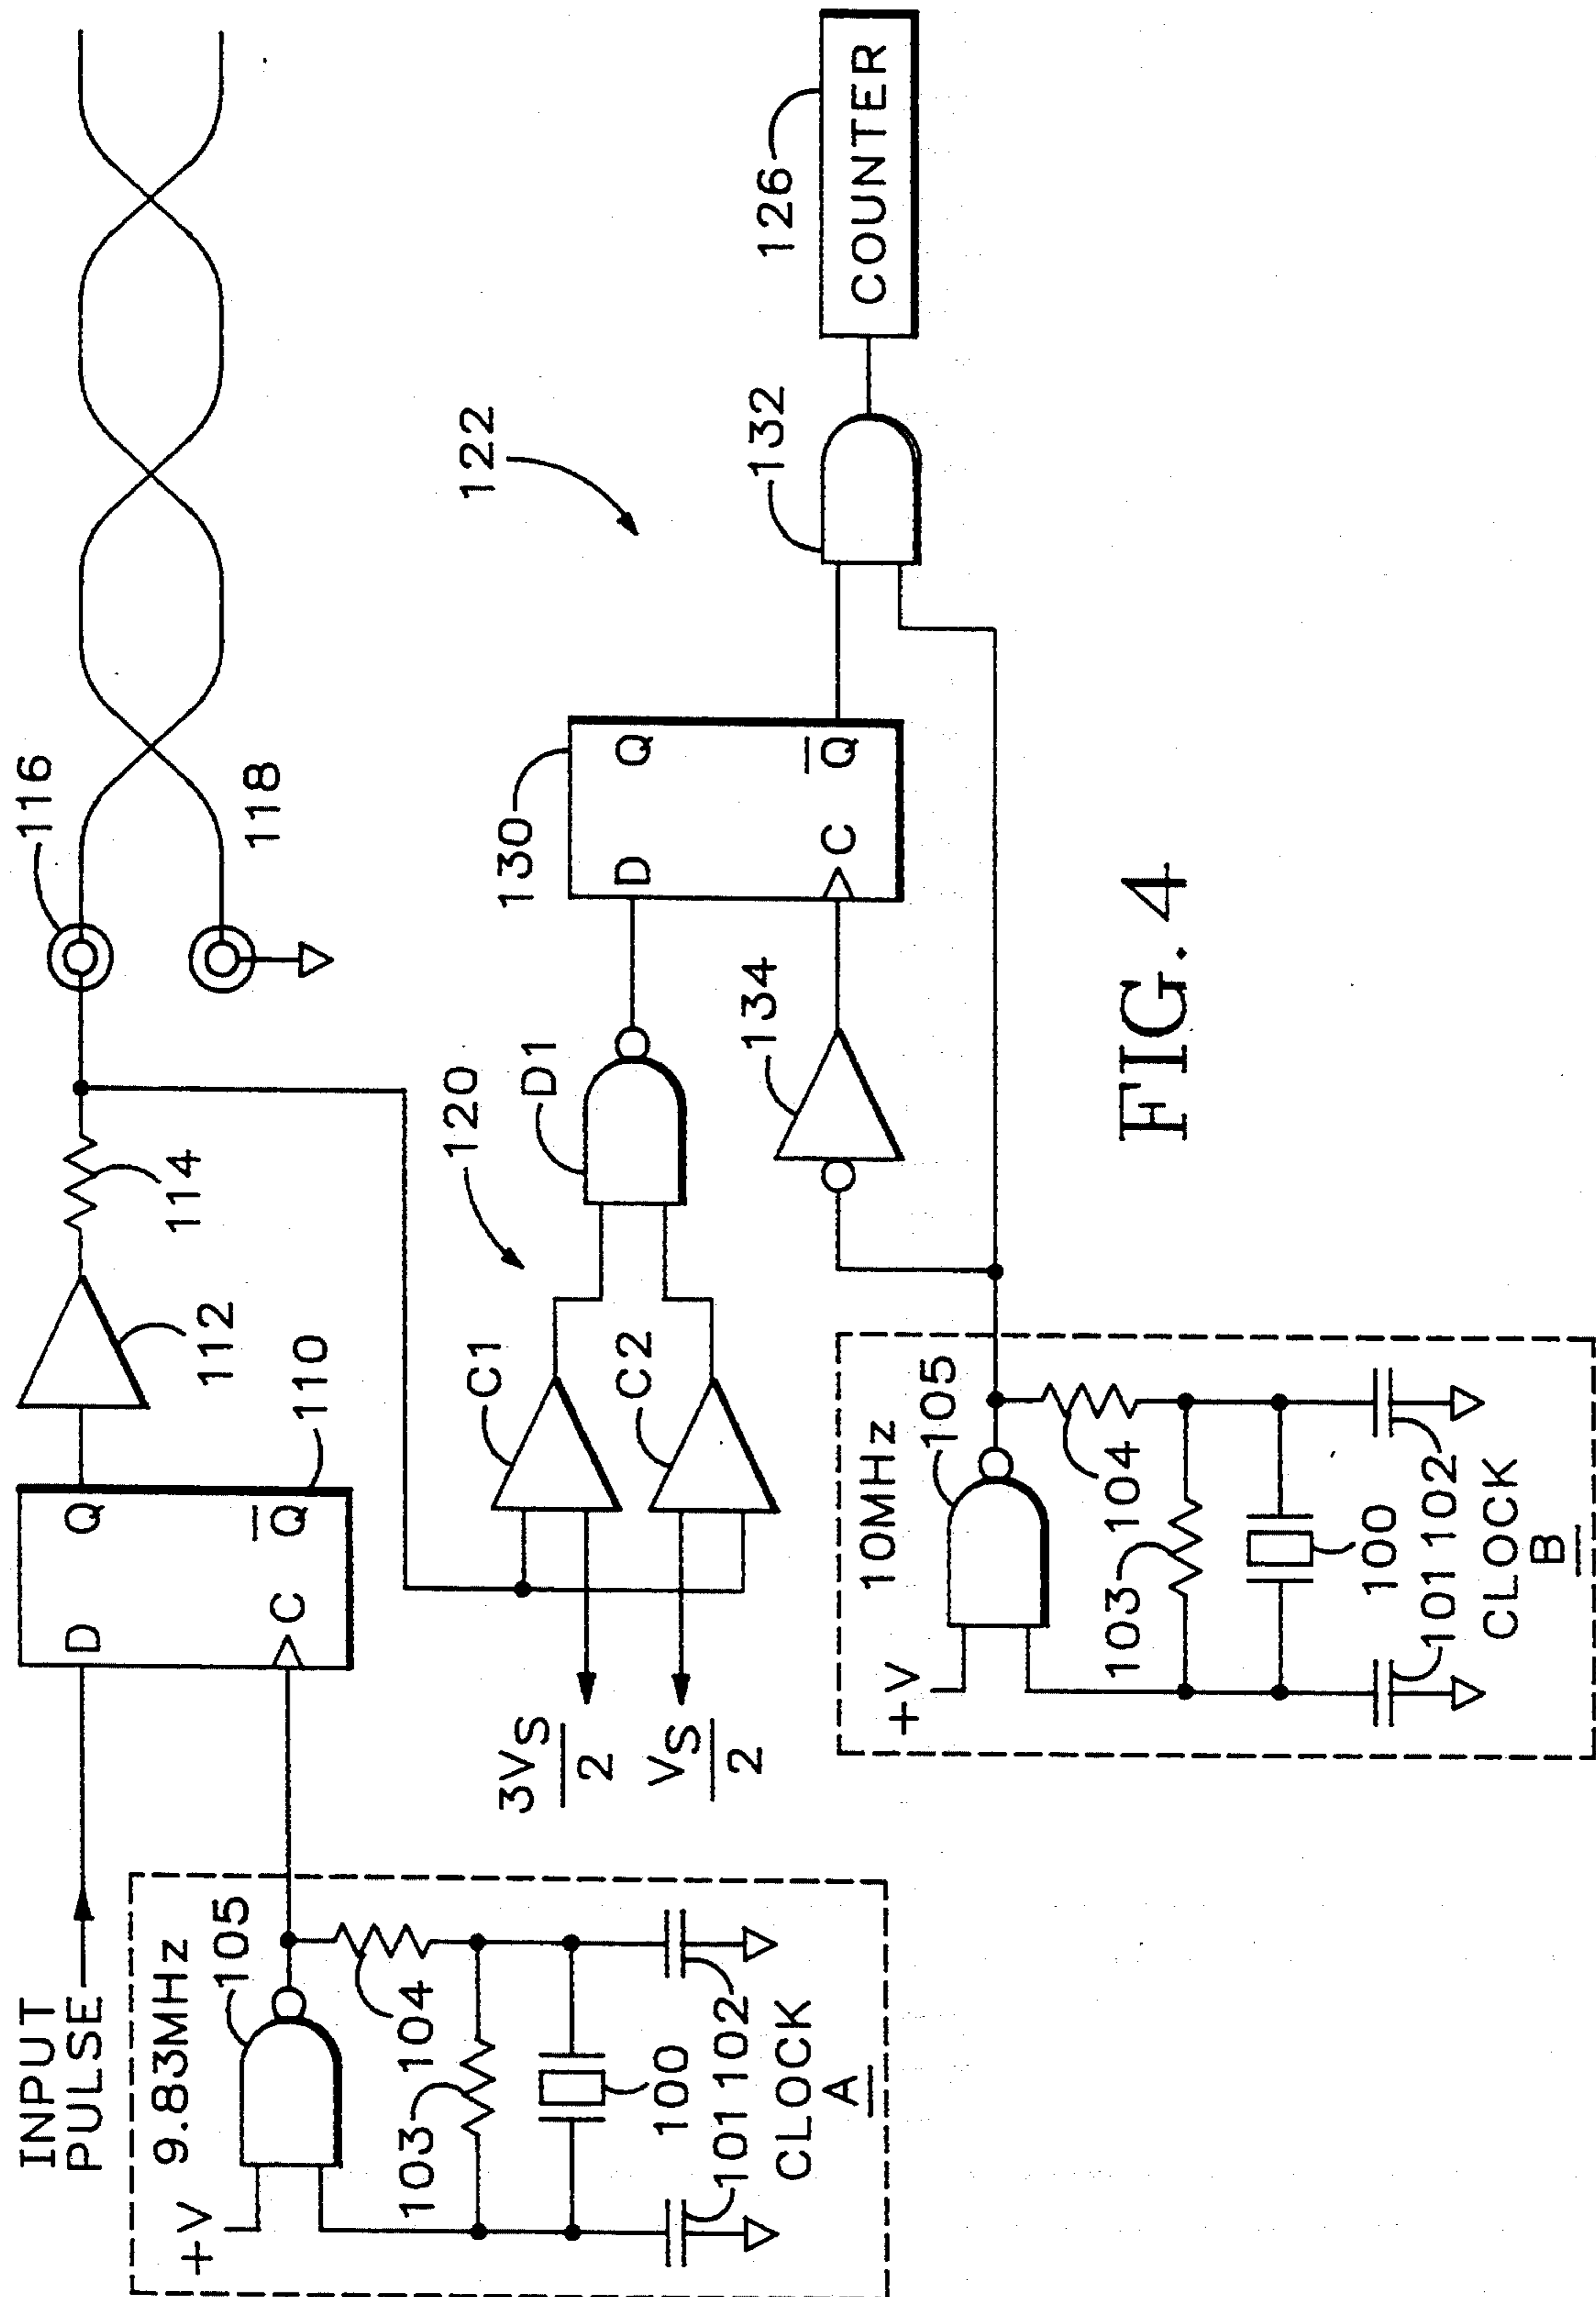 INPUT
PULSE
D
Q
C
Q
110
112
114
116
118
9.83MHz
+V
105
104
103
100
101 102
CLOCK
A
3VS
2
VS
2
C1
C2
120
D1
130
D
Q
C
Q
134
122
132
126
COUNTER
10MHz
+V
105
104
103
100
101 102
CLOCK
B
FIG. 4